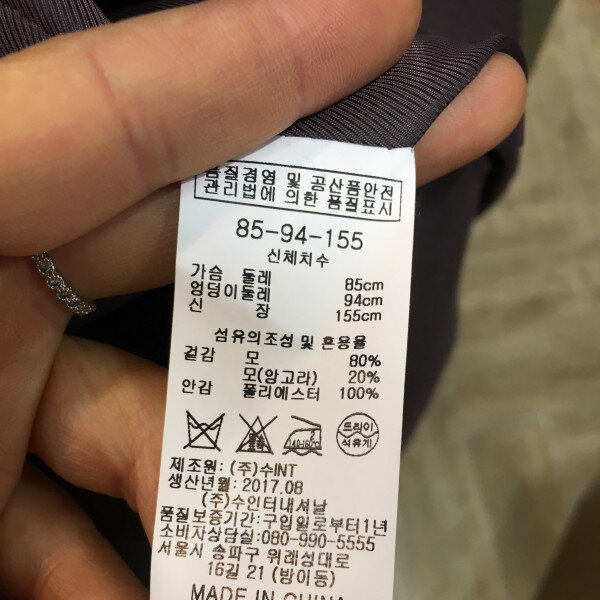 품질경영 및 공산품안전
관리법에 의한 품질표시
85-94-155
신체치수
가슴 둘레 85cm
엉덩이둘레 94cm
신 장 155cm
섬유의조성 및 혼용율
겉감 모 80%
모(앙고라) 20%
안감 폴리에스터 100%
드라이
석유계
제조원: (주)수INT
생산년월: 2017.08
(주)수인터내셔날
품질보증기간: 구입일로부터1년
소비자상담실: 080-990-5555
서울시 송파구 위례성대로
16길 21 (방이동)
MADE IN CHINA